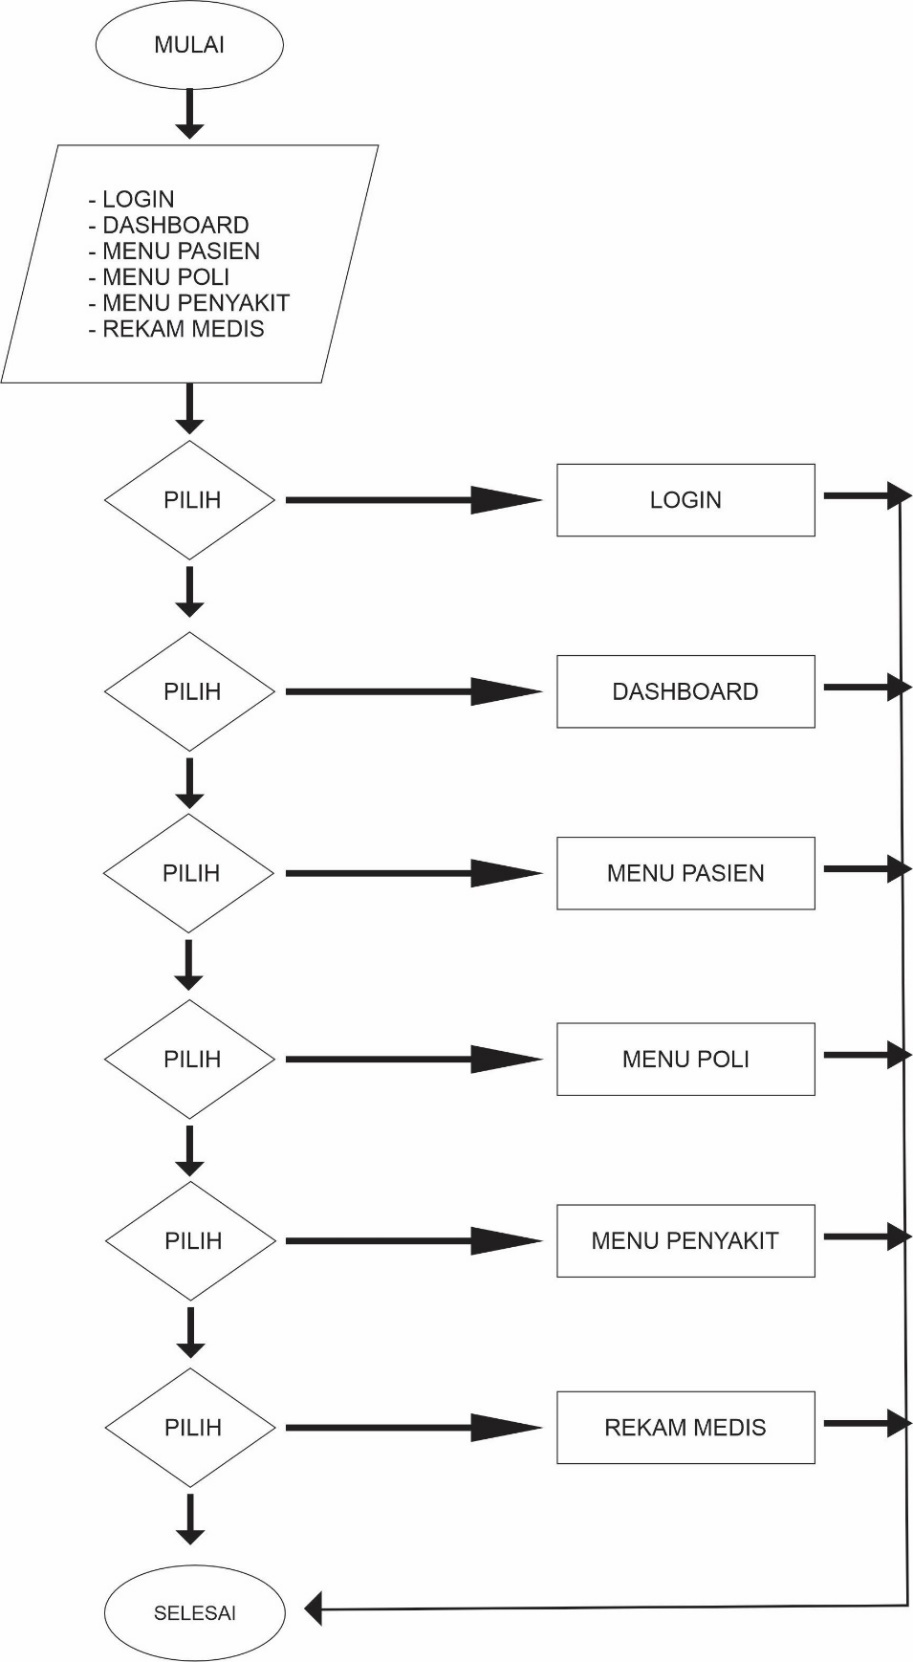 MULAI
- LOGIN
- DASHBOARD
- MENU PASIEN
- MENU POLI
- MENU PENYAKIT
- REKAM MEDIS
PILIH
LOGIN
PILIH
DASHBOARD
PILIH
MENU PASIEN
PILIH
MENU POLI
PILIH
MENU PENYAKIT
PILIH
REKAM MEDIS
SELESAI